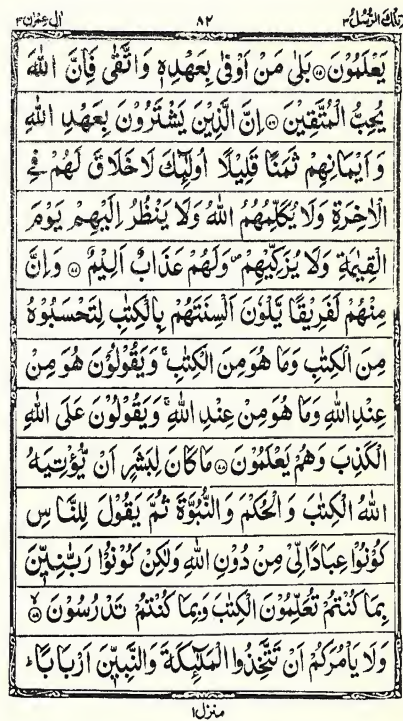 تلك الرسل ٣ ٨٢ اٰل عمرٰن ٣
يَعْلَمُوْنَ ۝ بَلٰى مَنْ اَوْفٰى بِعَهْدِهٖ وَاتَّقٰى فَاِنَّ اللّٰهَ
يُحِبُّ الْمُتَّقِيْنَ ۝ اِنَّ الَّذِيْنَ يَشْتَرُوْنَ بِعَهْدِ اللّٰهِ
وَاَيْمَانِهِمْ ثَمَنًا قَلِيْلًا اُولٰٓئِكَ لَا خَلَاقَ لَهُمْ فِى
الْاٰخِرَةِ وَلَا يُكَلِّمُهُمُ اللّٰهُ وَلَا يَنْظُرُ اِلَيْهِمْ يَوْمَ
الْقِيٰمَةِ وَلَا يُزَكِّيْهِمْ وَلَهُمْ عَذَابٌ اَلِيْمٌ ۝ وَاِنَّ
مِنْهُمْ لَفَرِيْقًا يَّلْوٗنَ اَلْسِنَتَهُمْ بِالْكِتٰبِ لِتَحْسَبُوْهُ
مِنَ الْكِتٰبِ وَمَا هُوَ مِنَ الْكِتٰبِ ۚ وَيَقُوْلُوْنَ هُوَ مِنْ
عِنْدِ اللّٰهِ وَمَا هُوَ مِنْ عِنْدِ اللّٰهِ ۚ وَيَقُوْلُوْنَ عَلَى اللّٰهِ
الْكَذِبَ وَهُمْ يَعْلَمُوْنَ ۝ مَا كَانَ لِبَشَرٍ اَنْ يُّؤْتِيَهُ
اللّٰهُ الْكِتٰبَ وَالْحُكْمَ وَالنُّبُوَّةَ ثُمَّ يَقُوْلَ لِلنَّاسِ
كُوْنُوْا عِبَادًا لِّىْ مِنْ دُوْنِ اللّٰهِ وَلٰكِنْ كُوْنُوْا رَبّٰنِيّٖنَ
بِمَا كُنْتُمْ تُعَلِّمُوْنَ الْكِتٰبَ وَبِمَا كُنْتُمْ تَدْرُسُوْنَ ۝ۙ
وَلَا يَاْمُرَكُمْ اَنْ تَتَّخِذُوا الْمَلٰٓئِكَةَ وَالنَّبِيّٖنَ اَرْبَابًا ؕ
منزل ١